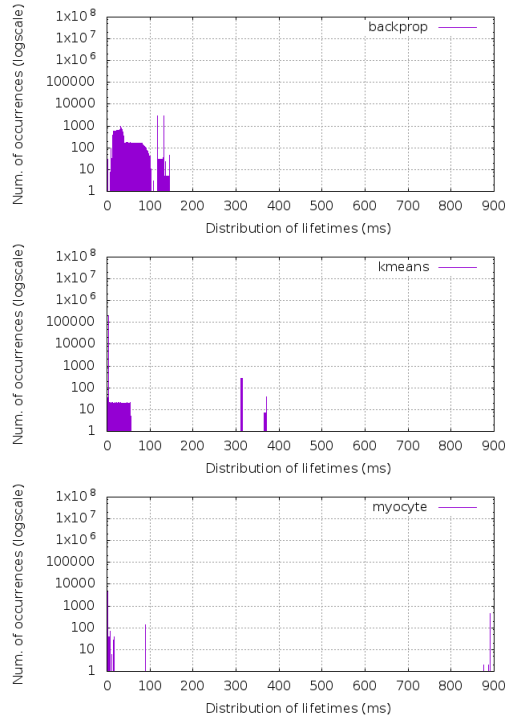 Num. of occurrences (logscale)
1x10^8
1x10^7
1x10^6
100000
10000
1000
100
10
1
backprop
0 100 200 300 400 500 600 700 800 900
Distribution of lifetimes (ms)
Num. of occurrences (logscale)
1x10^8
1x10^7
1x10^6
100000
10000
1000
100
10
1
kmeans
0 100 200 300 400 500 600 700 800 900
Distribution of lifetimes (ms)
Num. of occurrences (logscale)
1x10^8
1x10^7
1x10^6
100000
10000
1000
100
10
1
myocyte
0 100 200 300 400 500 600 700 800 900
Distribution of lifetimes (ms)